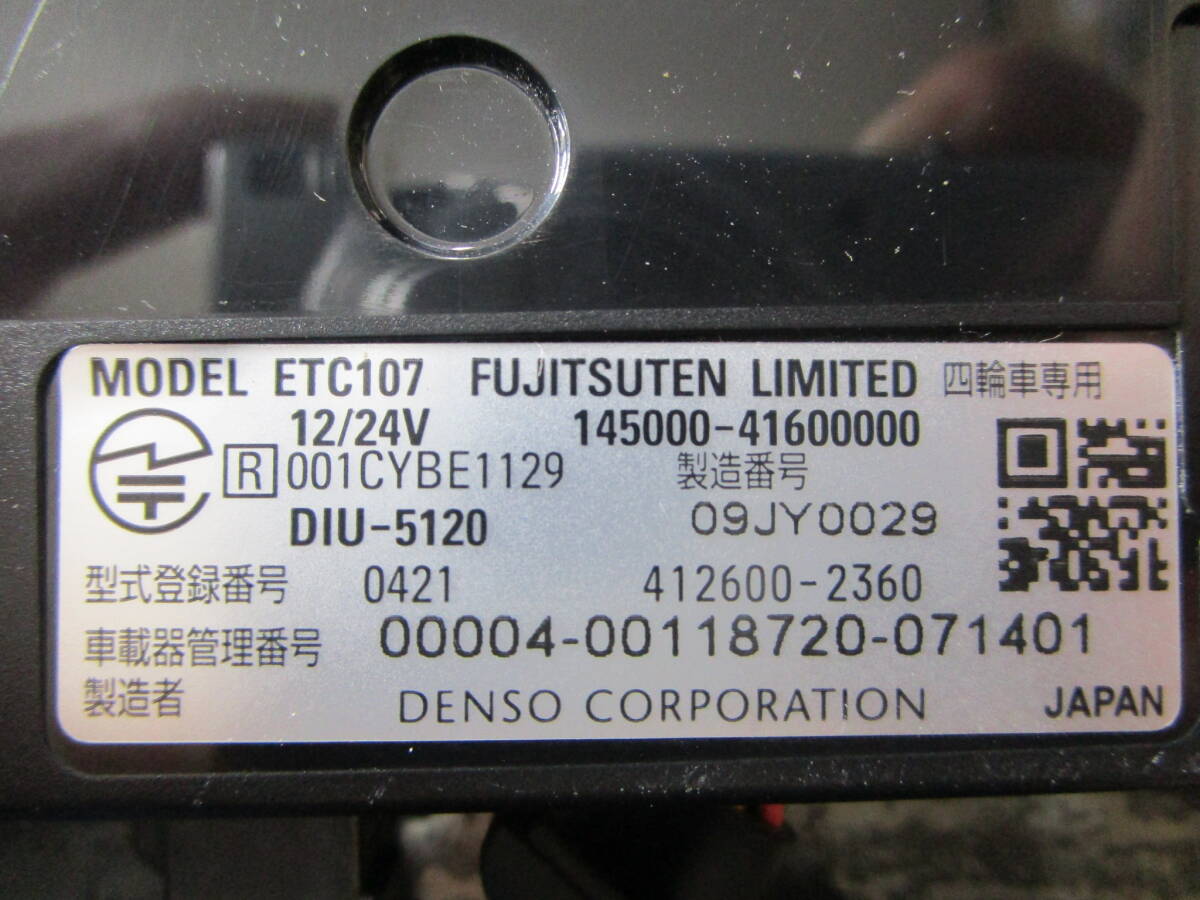 MODEL ETC107 FUJITSUTEN LIMITED 四輪車専用
12/24V 145000-41600000
R 001CYBE1129 製造番号
DIU-5120 09JY0029
型式登録番号 0421 412600-2360
車載器管理番号 00004-00118720-071401
製造者 DENSO CORPORATION JAPAN